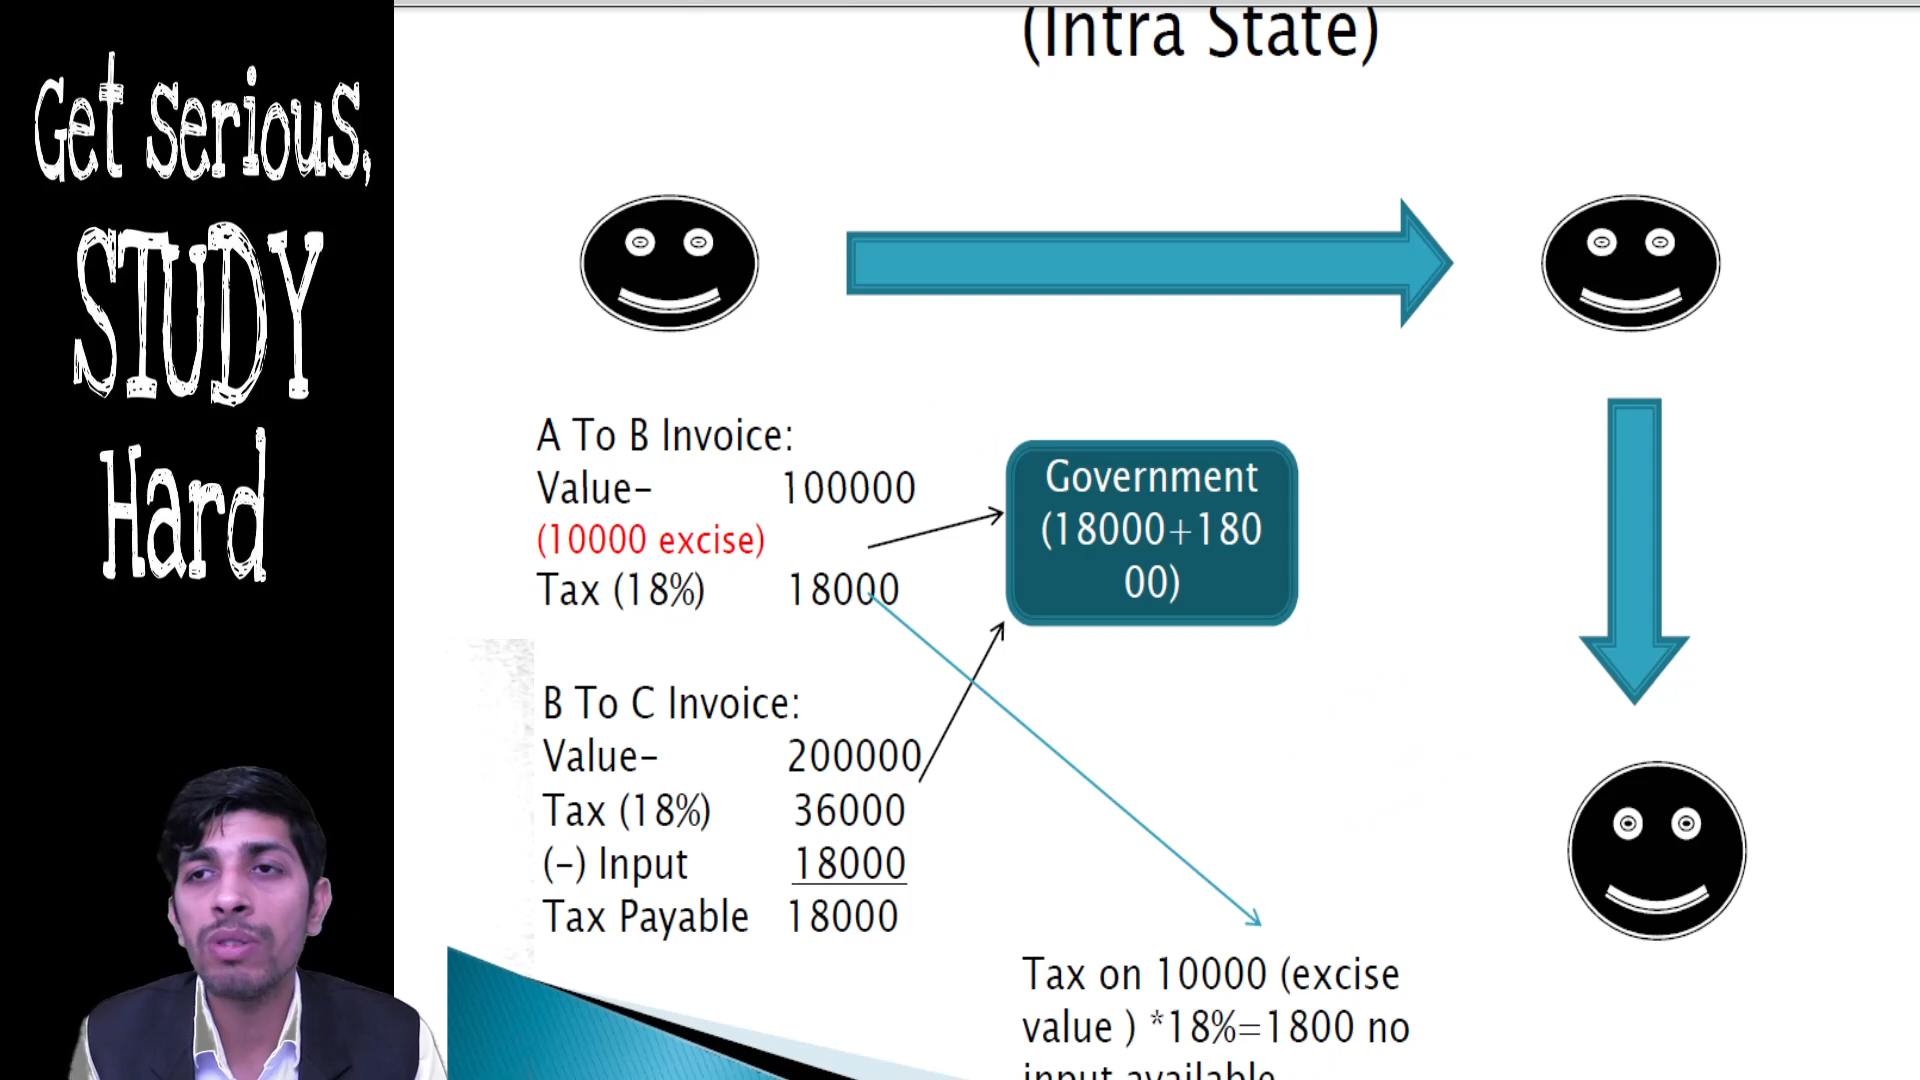 Get serious,
STUDY
Hard
(Intra State)
A To B Invoice:
Value- 100000
(10000 excise)
Tax (18%) 18000
Government
(18000+180
00)
B To C Invoice:
Value- 200000
Tax (18%) 36000
(-) Input 18000
Tax Payable 18000
Tax on 10000 (excise
value ) *18%=1800 no
input available